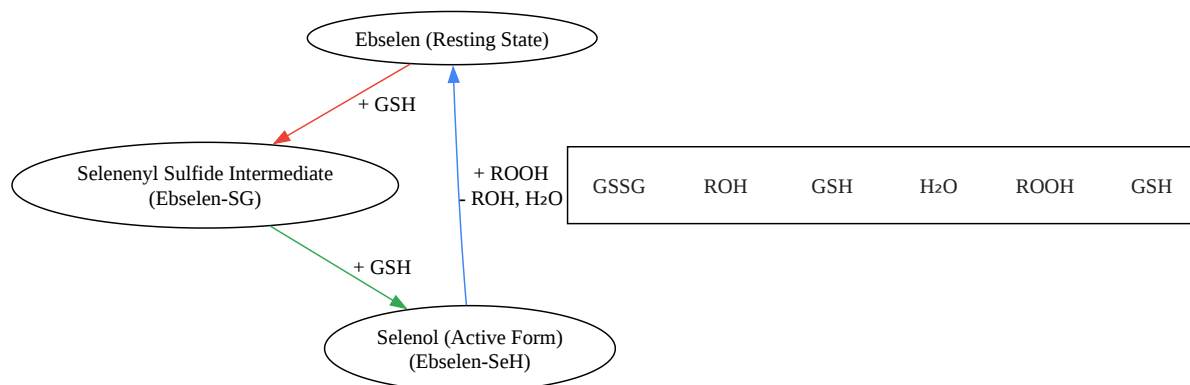 Ebselen (Resting State)
+ GSH
Selenenyl Sulfide Intermediate
(Ebselen-SG)
+ ROOH
- ROH, H₂O
GSSG ROH GSH H₂O ROOH GSH
+ GSH
Selenol (Active Form)
(Ebselen-SeH)